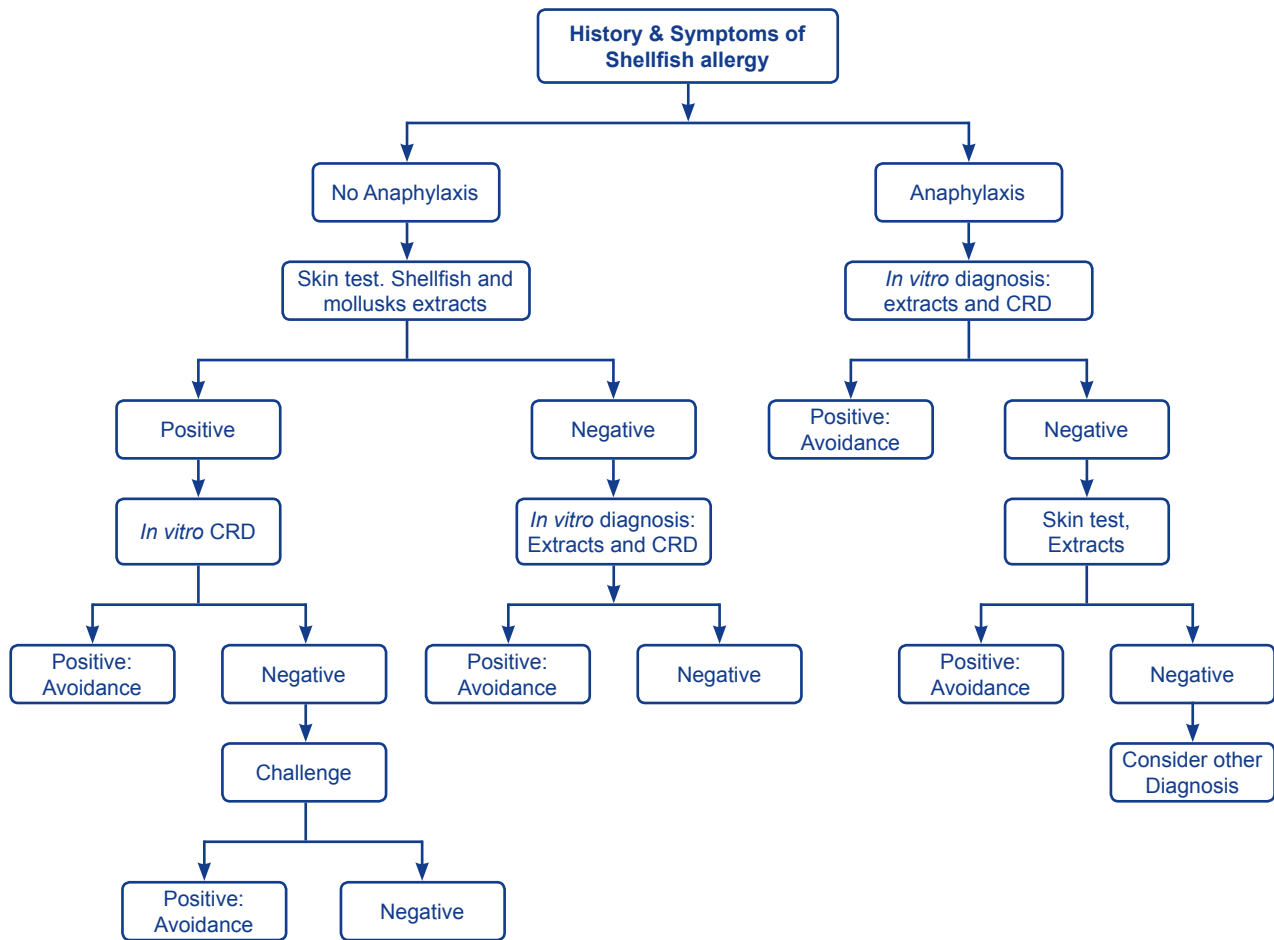 History & Symptoms of
Shellfish allergy
No Anaphylaxis
Anaphylaxis
Skin test. Shellfish and
mollusks extracts
In vitro diagnosis:
extracts and CRD
Positive
Negative
Positive:
Avoidance
Negative
In vitro CRD
In vitro diagnosis:
Extracts and CRD
Skin test,
Extracts
Positive:
Avoidance
Negative
Positive:
Avoidance
Negative
Positive:
Avoidance
Negative
Challenge
Consider other
Diagnosis
Positive:
Avoidance
Negative